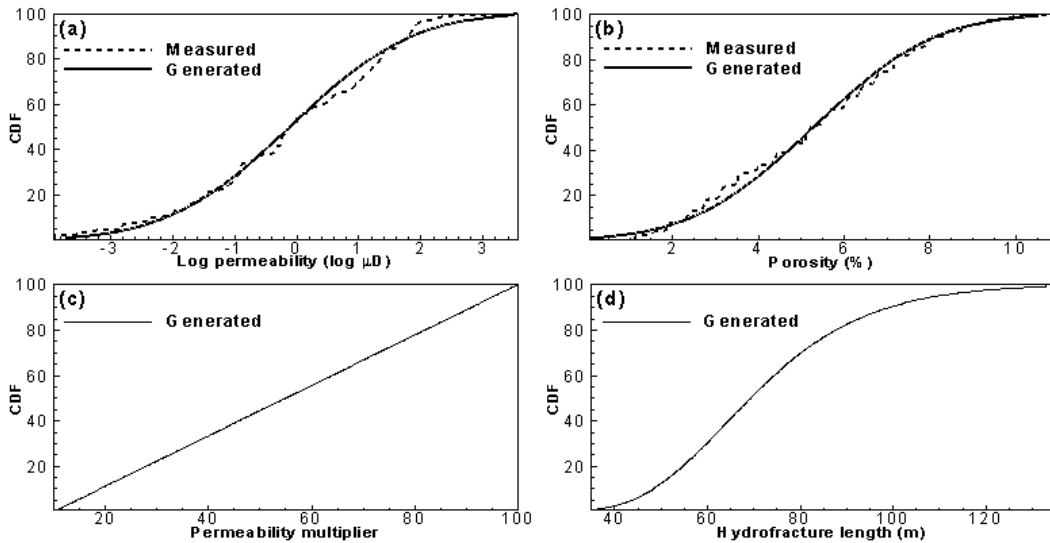 (a)
Measured
Generated
100
80
60
40
20
CDF
-3
-2
-1
0
1
2
3
Log permeability (log μD)
(b)
Measured
Generated
100
80
60
40
20
CDF
2
4
6
8
10
Porosity (%)
(c)
Generated
100
80
60
40
20
CDF
20
40
60
80
100
Permeability multiplier
(d)
Generated
100
80
60
40
20
CDF
40
60
80
100
120
Hydrofracture length (m)